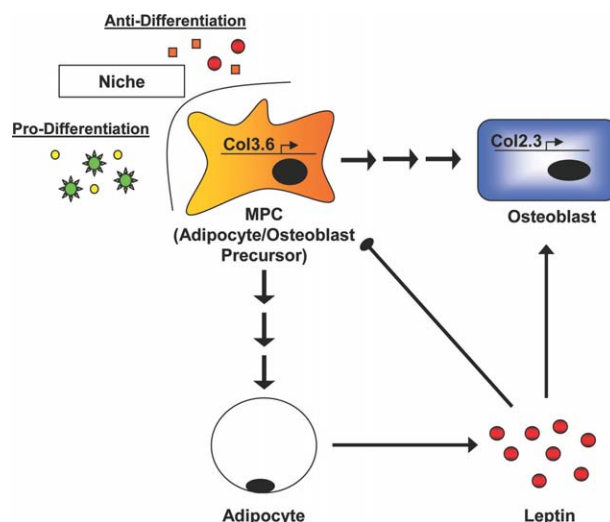 Anti-Differentiation
Niche
Pro-Differentiation
Col3.6
Col2.3
MPC
(Adipocyte/Osteoblast
Precursor)
Osteoblast
Adipocyte
Leptin